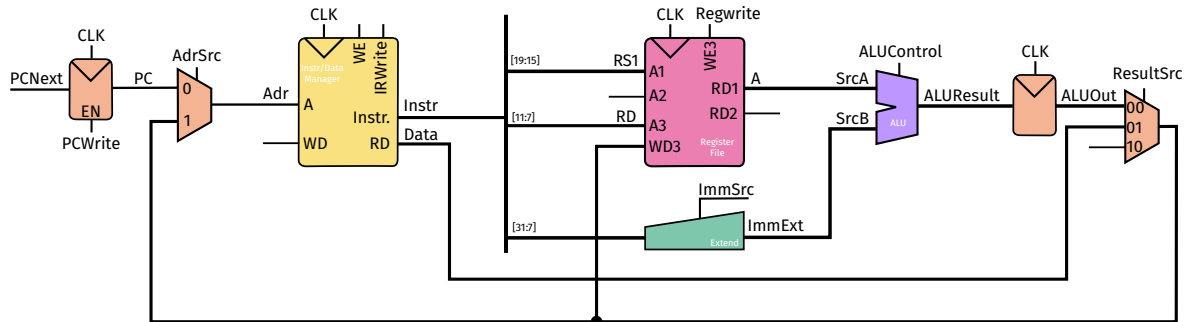 CLK
PCNext
EN
PCWrite
PC
AdrSrc
0
1
Adr
CLK
WE
IRWrite
Instr/Data
Manager
A
Instr.
WD
RD
Instr
Data
[19:15]
[11:7]
[31:7]
RS1
RD
CLK
Regwrite
WE3
A1
A2
A3
WD3
RD1
RD2
Register
File
A
ImmSrc
Extend
ImmExt
SrcA
SrcB
ALUControl
ALU
ALUResult
CLK
ALUOut
ResultSrc
00
01
10